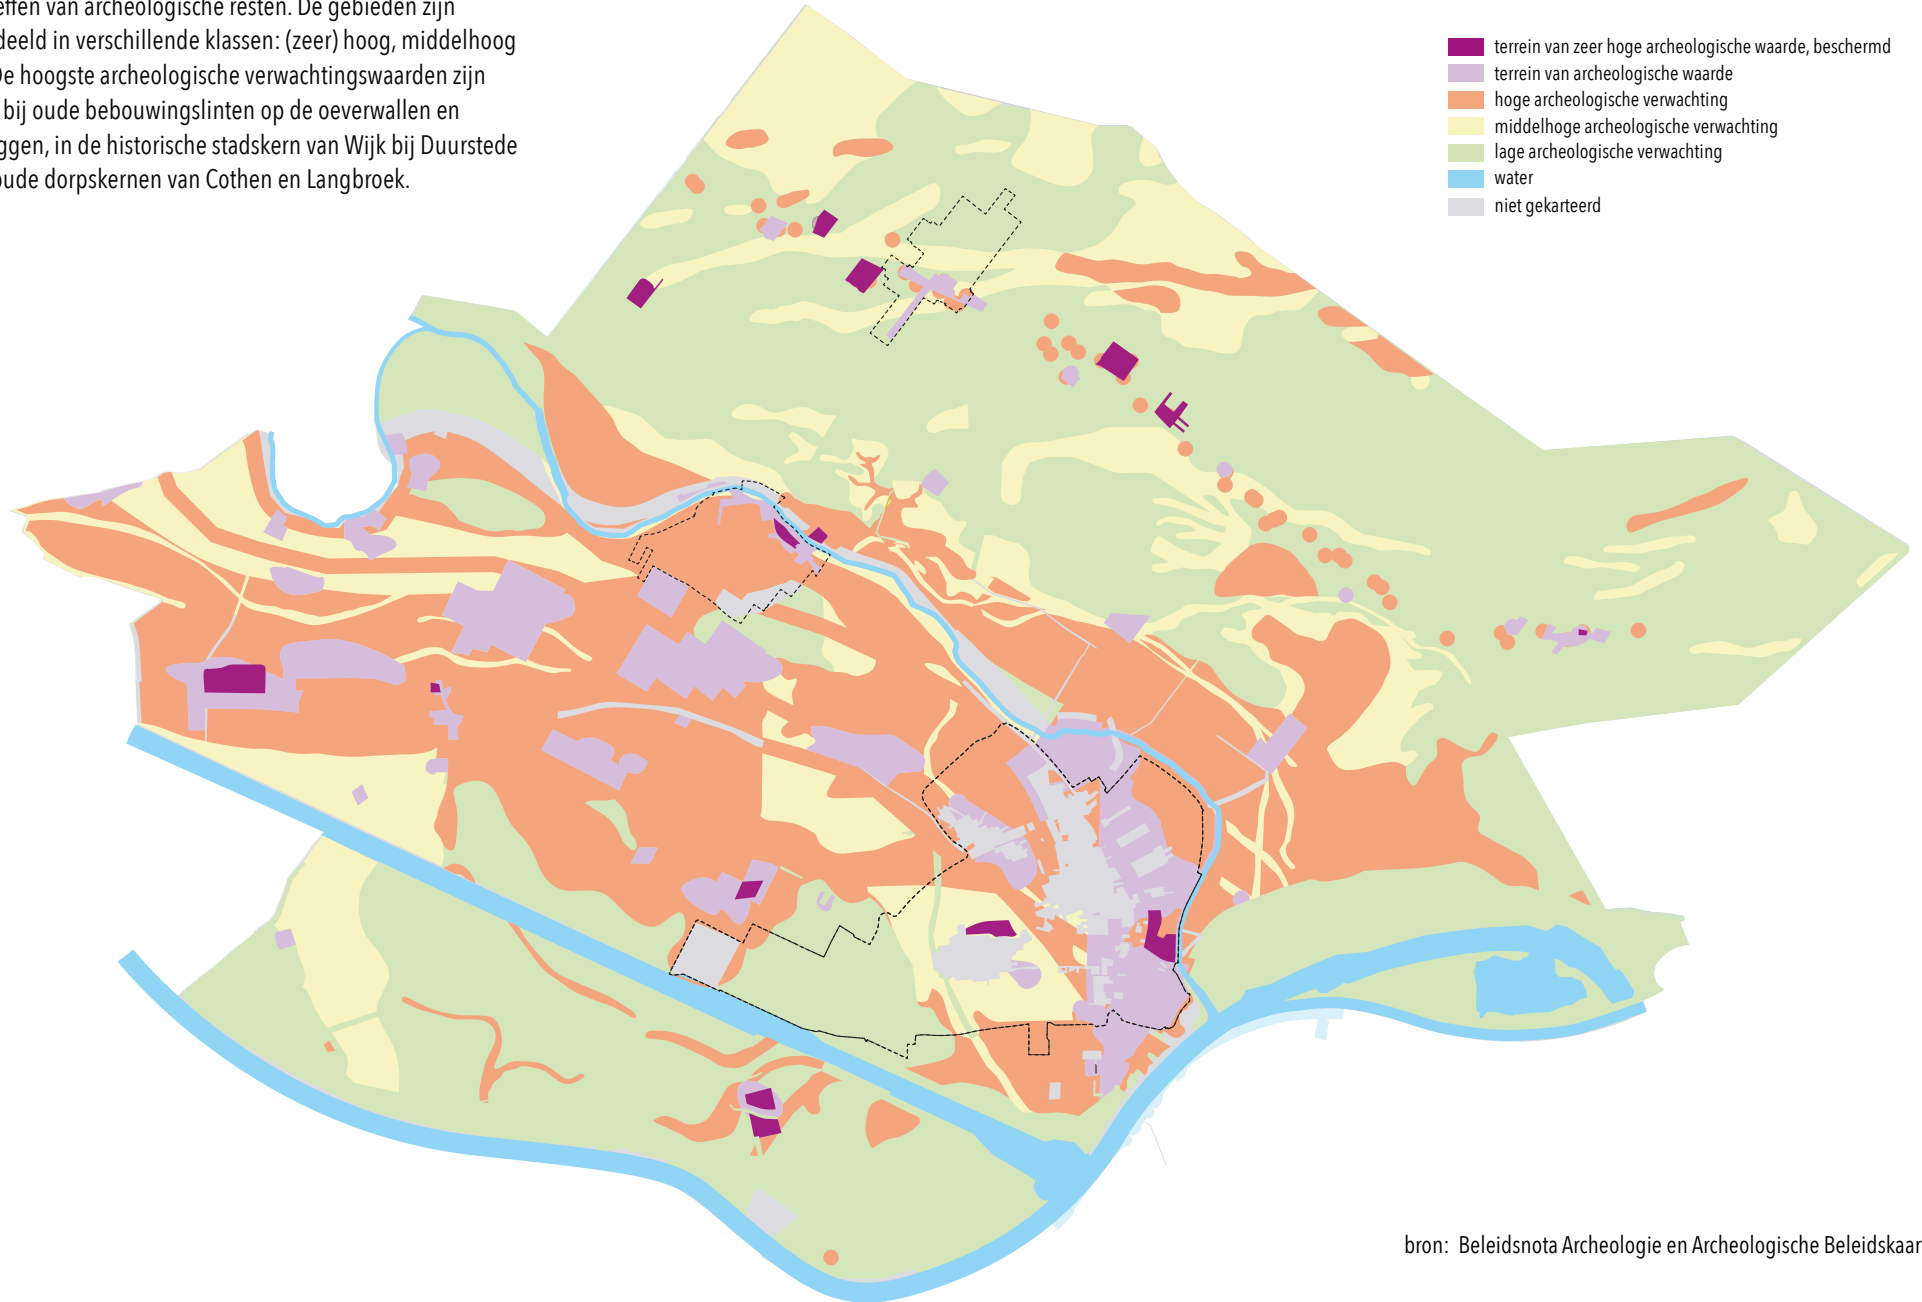 effen van archeologische resten. De gebieden zijn
deeld in verschillende klassen: (zeer) hoog, middelhoog
De hoogste archeologische verwachtingswaarden zijn
bij oude bebouwingslinten op de oeverwallen en
ggen, in de historische stadskern van Wijk bij Duurstede
oude dorpskernen van Cothen en Langbroek.
terrein van zeer hoge archeologische waarde, beschermd
terrein van archeologische waarde
hoge archeologische verwachting
middelhoge archeologische verwachting
lage archeologische verwachting
water
niet gekarteerd
bron: Beleidsnota Archeologie en Archeologische Beleidskaar